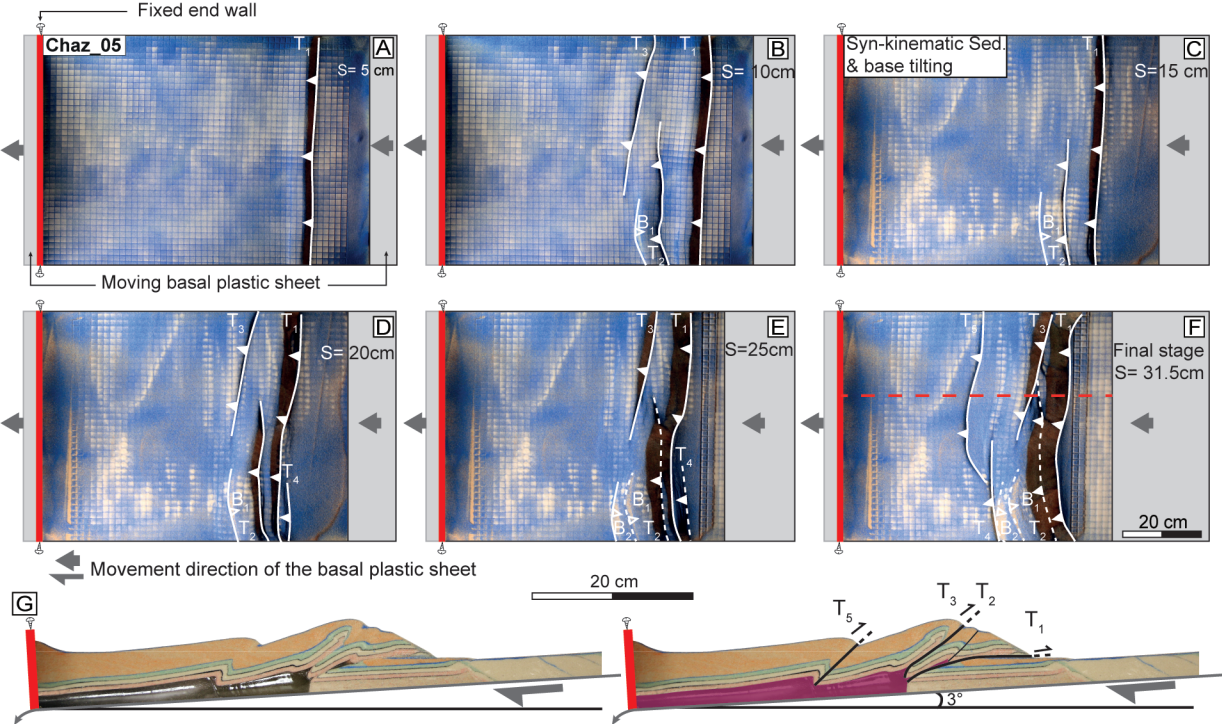 Fixed end wall
Chaz_05
T1
A
S= 5 cm
Moving basal plastic sheet
T3
T1
B
S= 10cm
B1
T2
Syn-kinematic Sed.
& base tilting
T1
C
S=15 cm
B1
T2
T3
T1
D
S= 20cm
T4
B1
T2
T3
T1
E
S=25cm
T4
B1
B2
T2
T5
T3
T1
F
Final stage
S= 31.5cm
T4
B2
B1
T2
20 cm
Movement direction of the basal plastic sheet
G
20 cm
T5
T3
T2
T1
3°